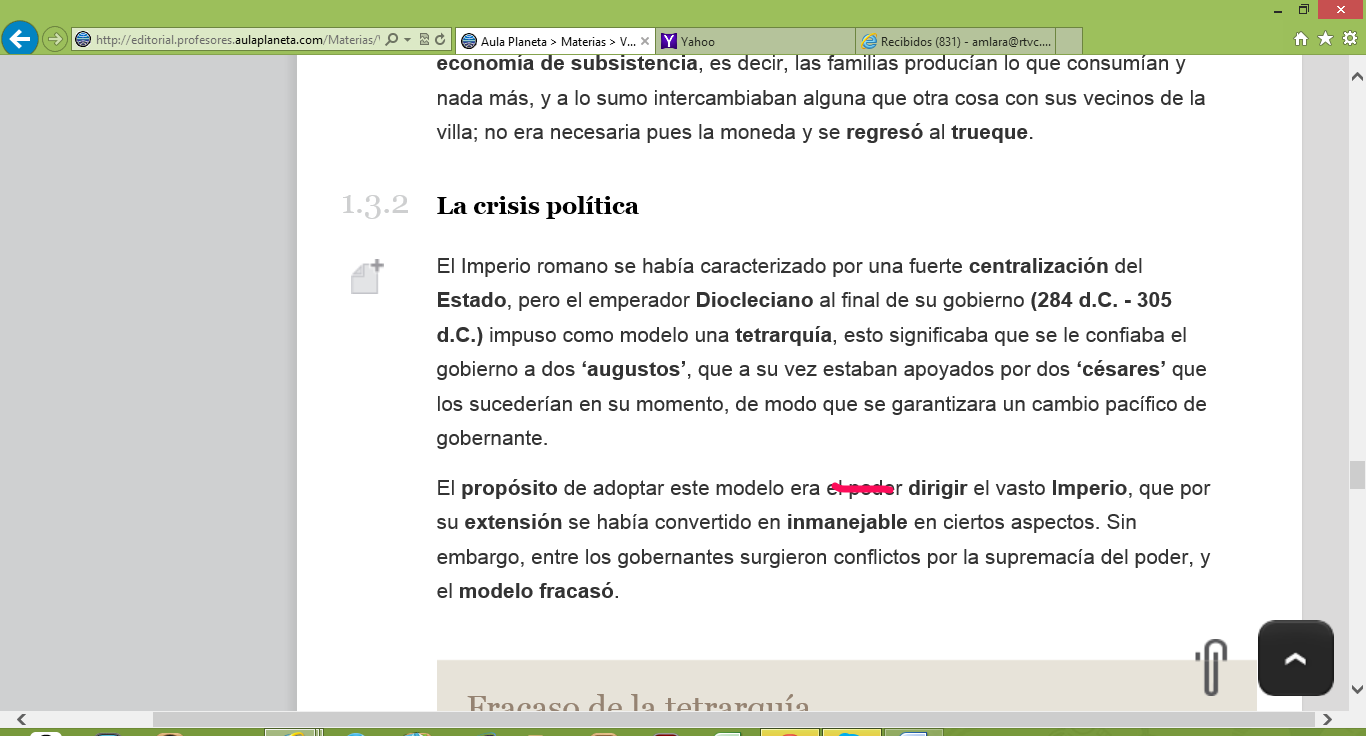 http://editorial.profesores.aulaplaneta.com/Materias/
Aula Planeta > Materias > V...
Yahoo
Recibidos (831) - amlara@rtvc....
economía de subsistencia, es decir, las familias producían lo que consumían y
nada más, y a lo sumo intercambiaban alguna que otra cosa con sus vecinos de la
villa; no era necesaria pues la moneda y se regresó al trueque.
1.3.2 La crisis política
El Imperio romano se había caracterizado por una fuerte centralización del
Estado, pero el emperador Diocleciano al final de su gobierno (284 d.C. - 305
d.C.) impuso como modelo una tetrarquía, esto significaba que se le confiaba el
gobierno a dos ‘augustos’, que a su vez estaban apoyados por dos ‘césares’ que
los sucederían en su momento, de modo que se garantizara un cambio pacífico de
gobernante.
El propósito de adoptar este modelo era el poder dirigir el vasto Imperio, que por
su extensión se había convertido en inmanejable en ciertos aspectos. Sin
embargo, entre los gobernantes surgieron conflictos por la supremacía del poder, y
el modelo fracasó.
Fracaso de la tetrarquía